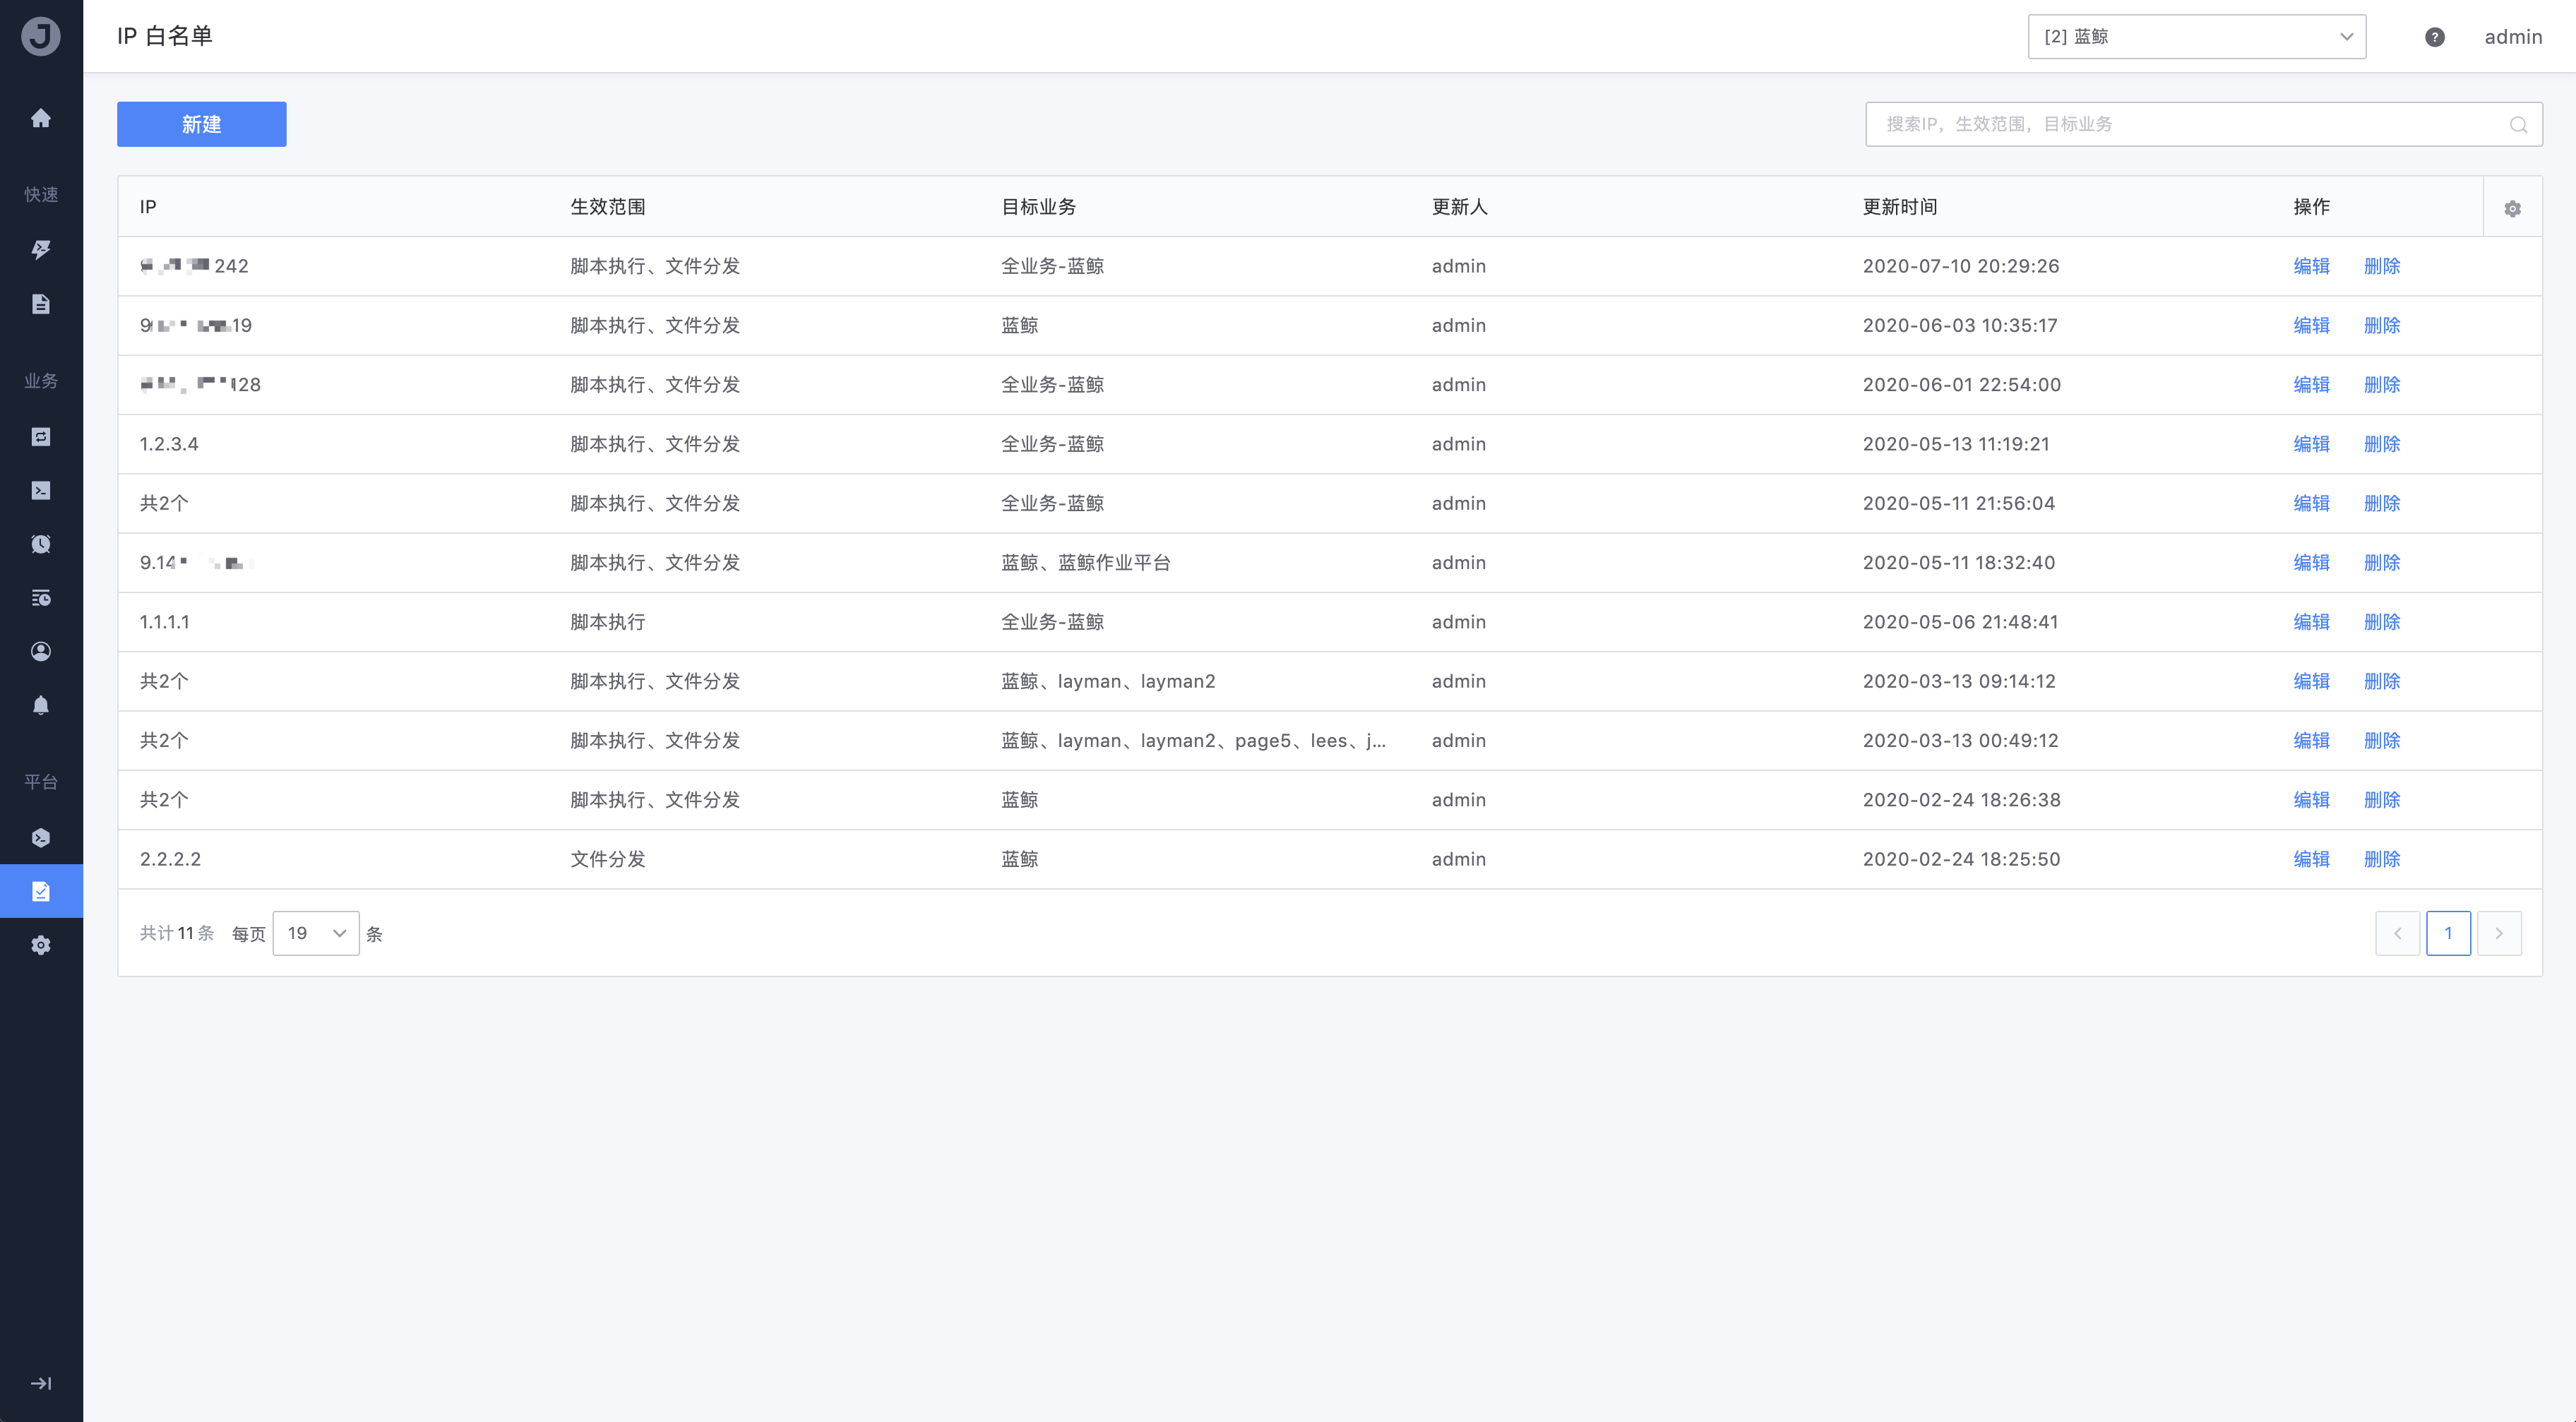 J
IP 白名单
[2] 蓝鲸
?
admin
新建
搜索IP，生效范围，目标业务
快速
业务
平台
IP 生效范围 目标业务 更新人 更新时间 操作
242 脚本执行、文件分发 全业务-蓝鲸 admin 2020-07-10 20:29:26 编辑 删除
19 脚本执行、文件分发 蓝鲸 admin 2020-06-03 10:35:17 编辑 删除
128 脚本执行、文件分发 全业务-蓝鲸 admin 2020-06-01 22:54:00 编辑 删除
1.2.3.4 脚本执行、文件分发 全业务-蓝鲸 admin 2020-05-13 11:19:21 编辑 删除
共2个 脚本执行、文件分发 全业务-蓝鲸 admin 2020-05-11 21:56:04 编辑 删除
9.14 脚本执行、文件分发 蓝鲸、蓝鲸作业平台 admin 2020-05-11 18:32:40 编辑 删除
1.1.1.1 脚本执行 全业务-蓝鲸 admin 2020-05-06 21:48:41 编辑 删除
共2个 脚本执行、文件分发 蓝鲸、layman、layman2 admin 2020-03-13 09:14:12 编辑 删除
共2个 脚本执行、文件分发 蓝鲸、layman、layman2、page5、lees、j... admin 2020-03-13 00:49:12 编辑 删除
共2个 脚本执行、文件分发 蓝鲸 admin 2020-02-24 18:26:38 编辑 删除
2.2.2.2 文件分发 蓝鲸 admin 2020-02-24 18:25:50 编辑 删除
共计 11 条 每页 19 条 1